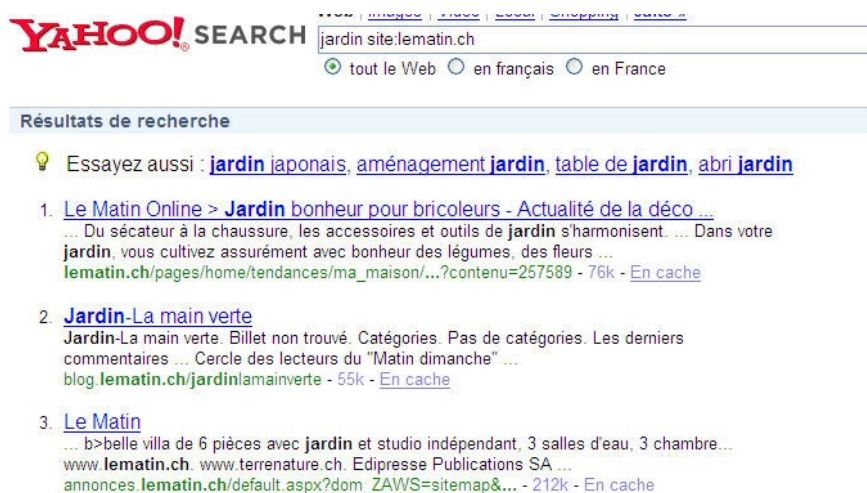 Web | Images | Vidéo | Local | Shopping | suite »
YAHOO! SEARCH
jardin site:lematin.ch
tout le Web en français en France
Résultats de recherche
Essayez aussi : jardin japonais, aménagement jardin, table de jardin, abri jardin
1. Le Matin Online > Jardin bonheur pour bricoleurs - Actualité de la déco ...
... Du sécateur à la chaussure, les accessoires et outils de jardin s'harmonisent. ... Dans votre
jardin, vous cultivez assurément avec bonheur des légumes, des fleurs ...
lematin.ch/pages/home/tendances/ma_maison/...?contenu=257589 - 76k - En cache
2. Jardin-La main verte
Jardin-La main verte. Billet non trouvé. Catégories. Pas de catégories. Les derniers
commentaires ... Cercle des lecteurs du "Matin dimanche" ...
blog.lematin.ch/jardinlamainverte - 55k - En cache
3. Le Matin
... b>belle villa de 6 pièces avec jardin et studio indépendant, 3 salles d'eau, 3 chambre...
www.lematin.ch. www.terrenature.ch. Edipresse Publications SA ...
annonces.lematin.ch/default.aspx?dom_ZAWS=sitemap&... - 212k - En cache